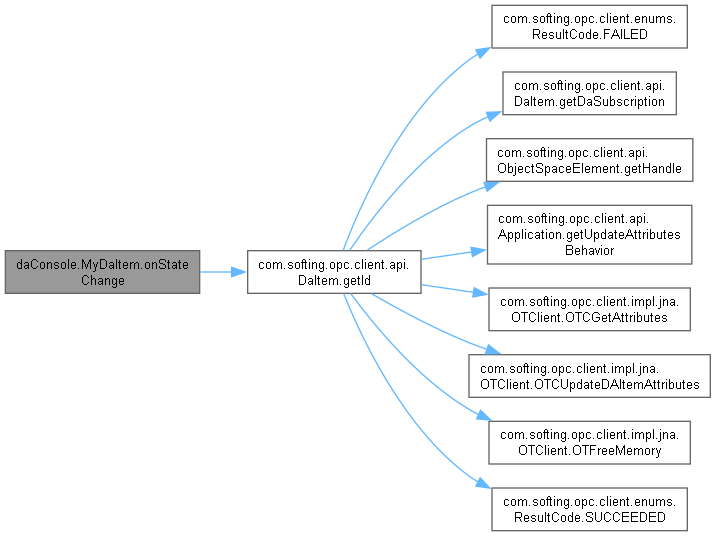 daConsole.MyDaItem.onState
Change
com.softing.opc.client.api.
DaItem.getId
com.softing.opc.client.enums.
ResultCode.FAILED
com.softing.opc.client.api.
DaItem.getDaSubscription
com.softing.opc.client.api.
ObjectSpaceElement.getHandle
com.softing.opc.client.api.
Application.getUpdateAttributes
Behavior
com.softing.opc.client.impl.jna.
OTClient.OTCGetAttributes
com.softing.opc.client.impl.jna.
OTClient.OTCUpdateDAItemAttributes
com.softing.opc.client.impl.jna.
OTClient.OTFreeMemory
com.softing.opc.client.enums.
ResultCode.SUCCEEDED